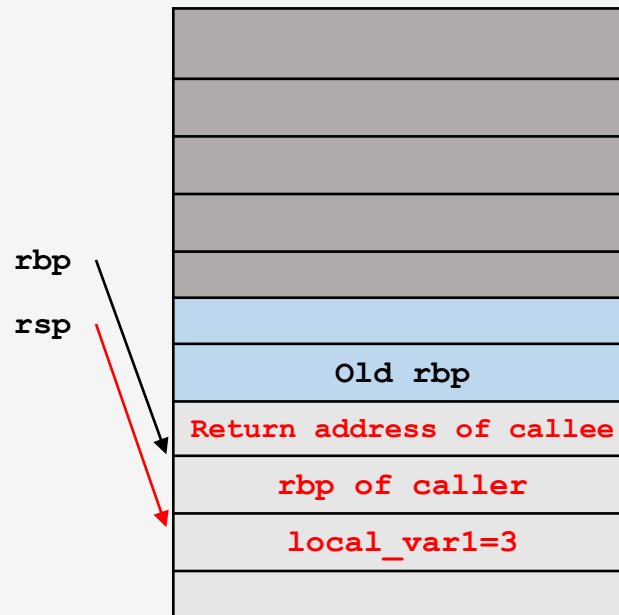 rbp
rsp
Old rbp
Return address of callee
rbp of caller
local_var1=3